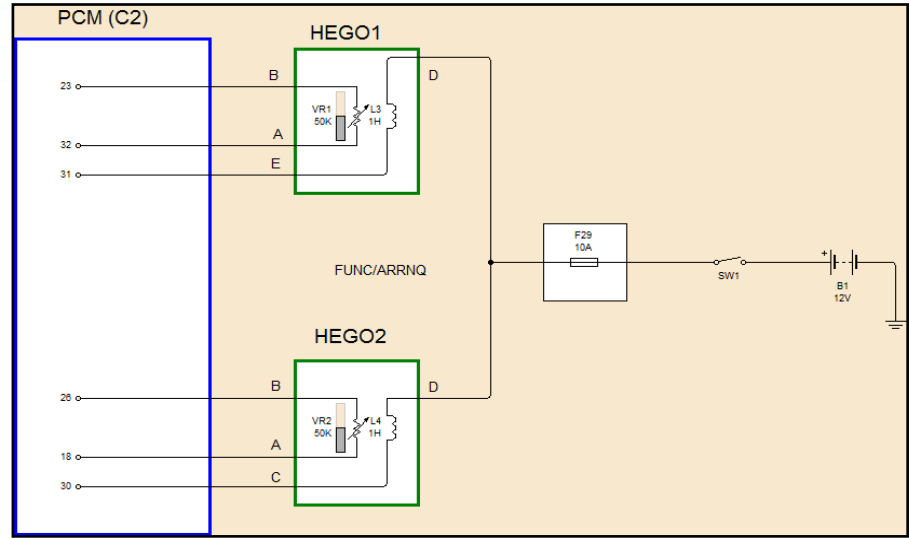 PCM (C2)
HEGO1
23
B
D
VR1
50K
L3
1H
32
A
31
E
F29
10A
FUNC/ARRNQ
SW1
+
B1
12V
HEGO2
26
B
D
VR2
50K
L4
1H
18
A
30
C